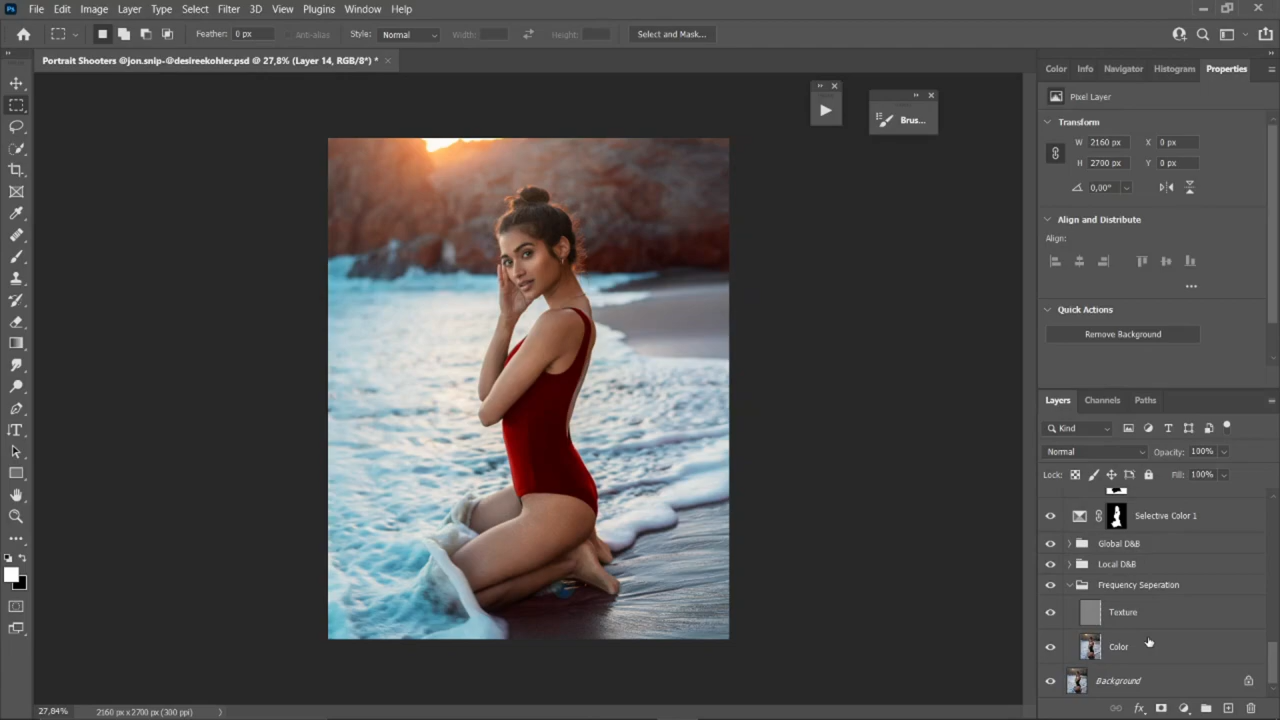 Ps File Edit Image Layer Type Select Filter 3D View Plugins Window Help
Feather: 0 px Anti-alias Style: Normal Width: Height: Select and Mask...
Portrait Shooters @jon.snip-@desireekohler.psd @ 27,8% (Layer 14, RGB/8*) *
Color Info Navigator Histogram Properties
Brus...
Pixel Layer
Transform
W 2160 px X 0 px
H 2700 px Y 0 px
0,00°
Align and Distribute
Align:
Quick Actions
Remove Background
Layers Channels Paths
Kind
Normal Opacity: 100%
Lock: Fill: 100%
Selective Color 1
Global D&B
Local D&B
Frequency Seperation
Texture
Color
Background
fx
27,84% 2160 px x 2700 px (300 ppi)